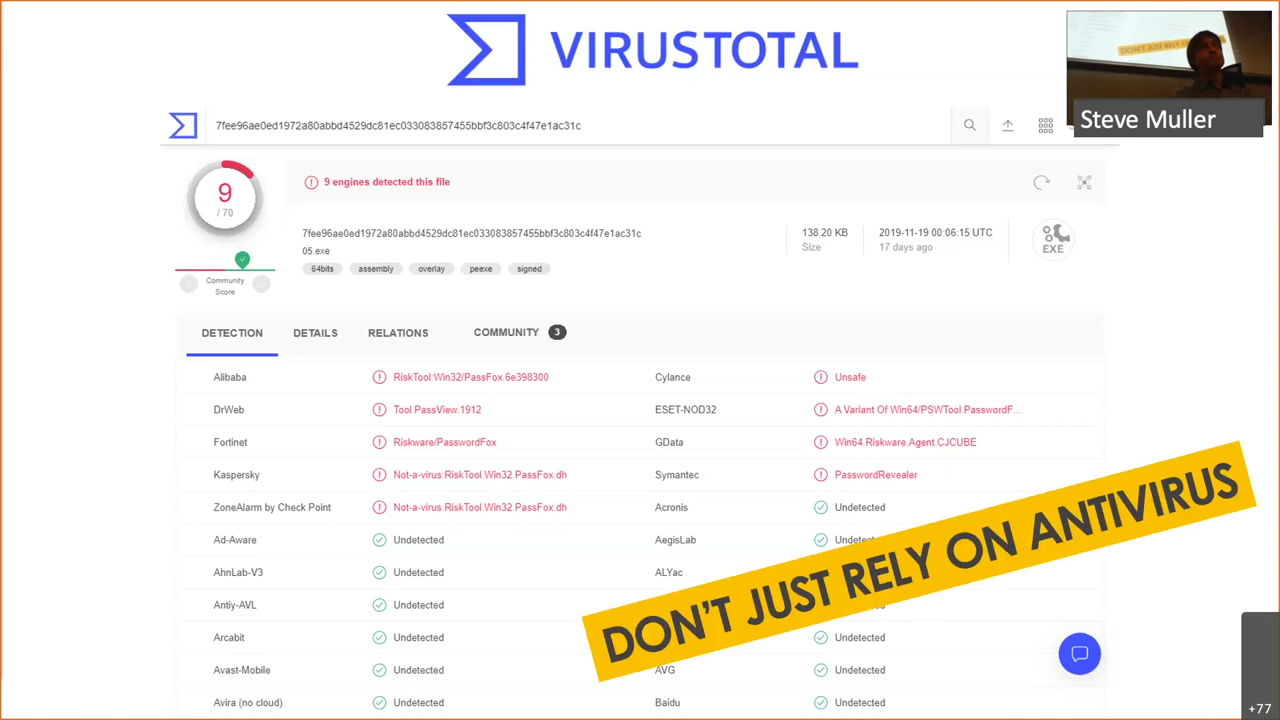 VIRUSTOTAL
Steve Muller
7fee96ae0ed1972a80abbd4529dc81ec033083857455bbf3c803c4f47e1ac31c
9
/ 70
9 engines detected this file
7fee96ae0ed1972a80abbd4529dc81ec033083857455bbf3c803c4f47e1ac31c
05.exe
64bits assembly overlay peexe signed
138.20 KB
Size
2019-11-19 00:06:15 UTC
17 days ago
EXE
Community
Score
DETECTION DETAILS RELATIONS COMMUNITY 3
Alibaba RiskTool:Win32/PassFox.6e398300 Cylance Unsafe
DrWeb Tool.PassView.1912 ESET-NOD32 A Variant Of Win64/PSWTool.PasswordF…
Fortinet Riskware/PasswordFox GData Win64.Riskware.Agent.CJCUBE
Kaspersky Not-a-virus:RiskTool.Win32.PassFox.dh Symantec PasswordRevealer
ZoneAlarm by Check Point Not-a-virus:RiskTool.Win32.PassFox.dh Acronis Undetected
Ad-Aware Undetected AegisLab
AhnLab-V3 Undetected ALYac
Antiy-AVL Undetected
Arcabit Undetected Undetected
Avast-Mobile Undetected AVG Undetected
Avira (no cloud) Undetected Baidu Undetected
DON'T JUST RELY ON ANTIVIRUS
+77